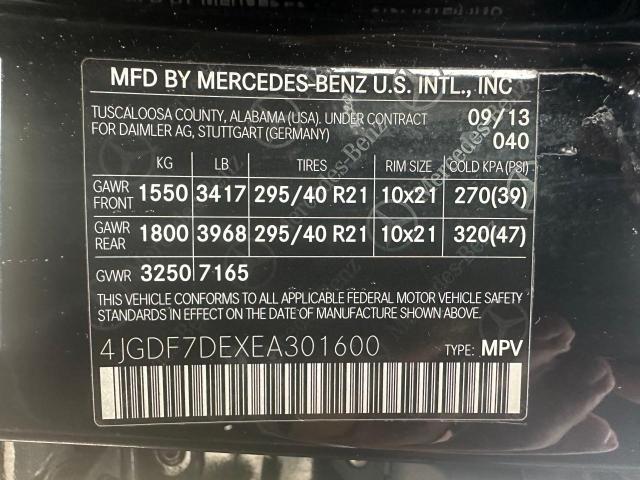 MFD BY MERCEDES-BENZ U.S. INTL., INC
TUSCALOOSA COUNTY, ALABAMA (USA). UNDER CONTRACT 09/13
FOR DAIMLER AG, STUTTGART (GERMANY) 040
KG LB TIRES RIM SIZE COLD KPA (PSI)
GAWR FRONT 1550 3417 295/40 R21 10x21 270(39)
GAWR REAR 1800 3968 295/40 R21 10x21 320(47)
GVWR 3250 7165
THIS VEHICLE CONFORMS TO ALL APPLICABLE FEDERAL MOTOR VEHICLE SAFETY
STANDARDS IN EFFECT ON THE DATE OF MANUFACTURE SHOWN ABOVE.
4JGDF7DEXEA301600 TYPE: MPV